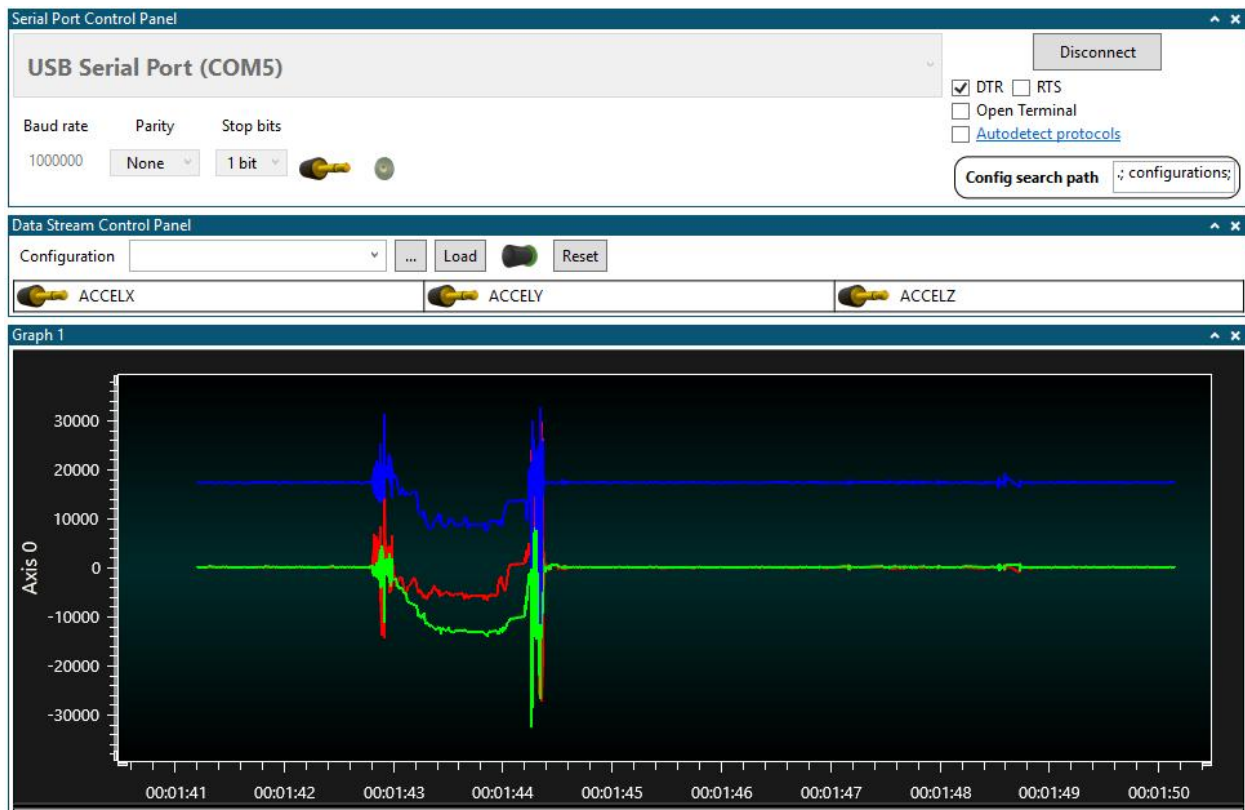 Serial Port Control Panel
USB Serial Port (COM5)
Disconnect
DTR RTS
Open Terminal
Autodetect protocols
Baud rate Parity Stop bits
1000000 None 1 bit
Config search path .; configurations;
Data Stream Control Panel
Configuration ... Load Reset
ACCELX ACCELY ACCELZ
Graph 1
Axis 0
30000
20000
10000
0
-10000
-20000
-30000
00:01:41 00:01:42 00:01:43 00:01:44 00:01:45 00:01:46 00:01:47 00:01:48 00:01:49 00:01:50